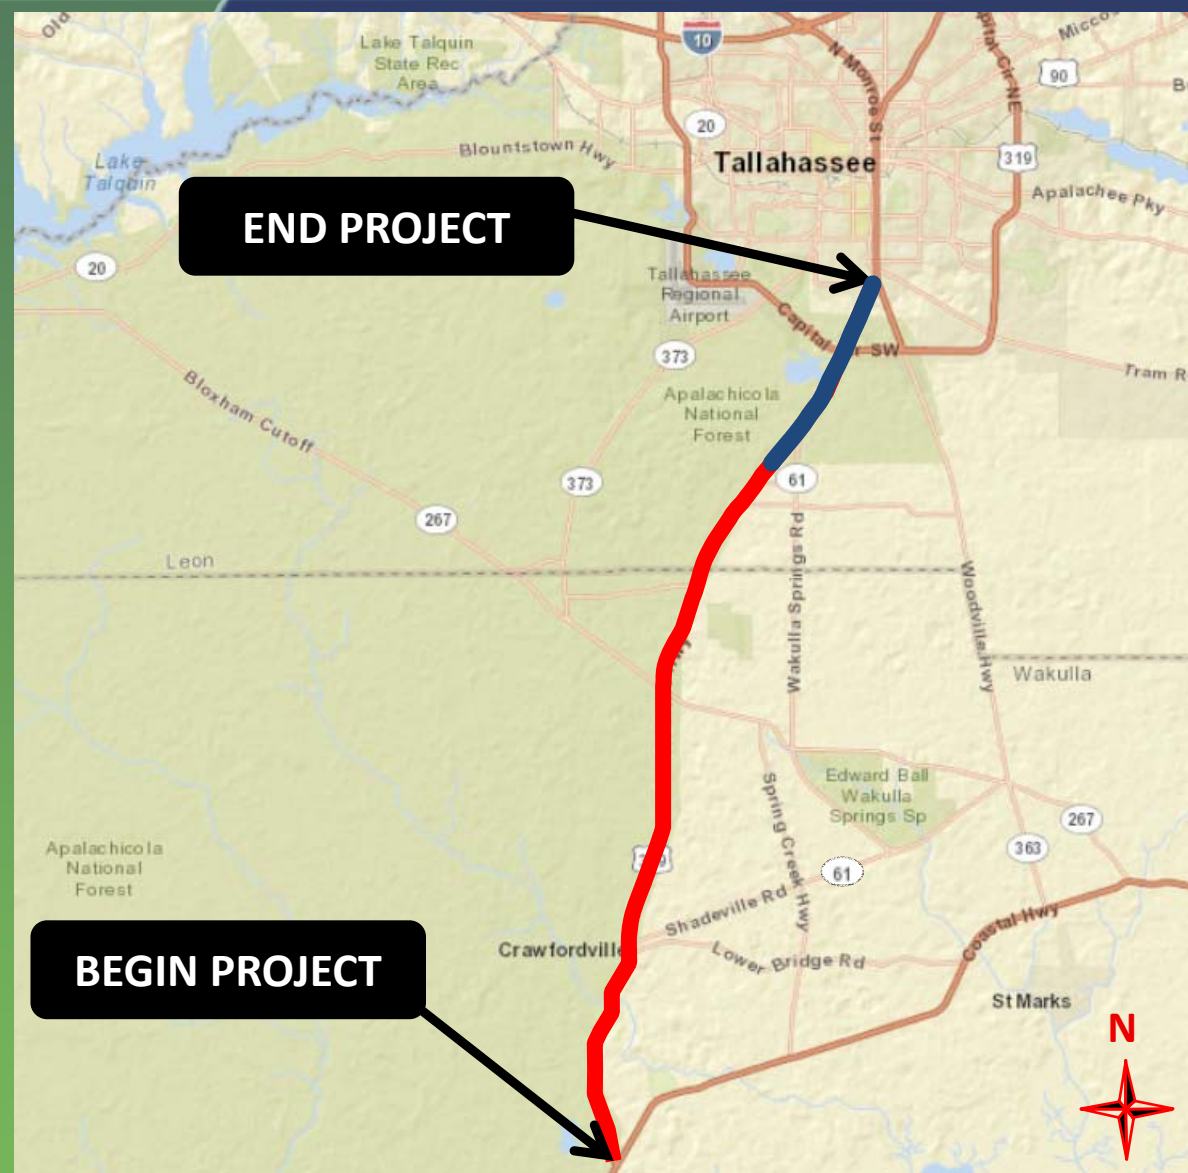 Old
Lake Talquin
State Rec
Area
10
N Monroe St
Capital Cir NE
90
20
Blountstown Hwy
Tallahassee
319
Lake
Talquin
Apalachee Pky
END PROJECT
20
Tallahassee
Regional
Airport
Capital
SW
373
Tram R
Bloxham Cutoff
Apalachicola
National
Forest
373
61
267
Leon
Wakulla Springs Rd
Woodville Hwy
Wakulla
Edward Ball
Wakulla
Springs Sp
Spring Creek Hwy
267
363
61
Apalachicola
National
Forest
Shadeville Rd
Coastal Hwy
Crawfordville
Lower Bridge Rd
BEGIN PROJECT
St Marks
N